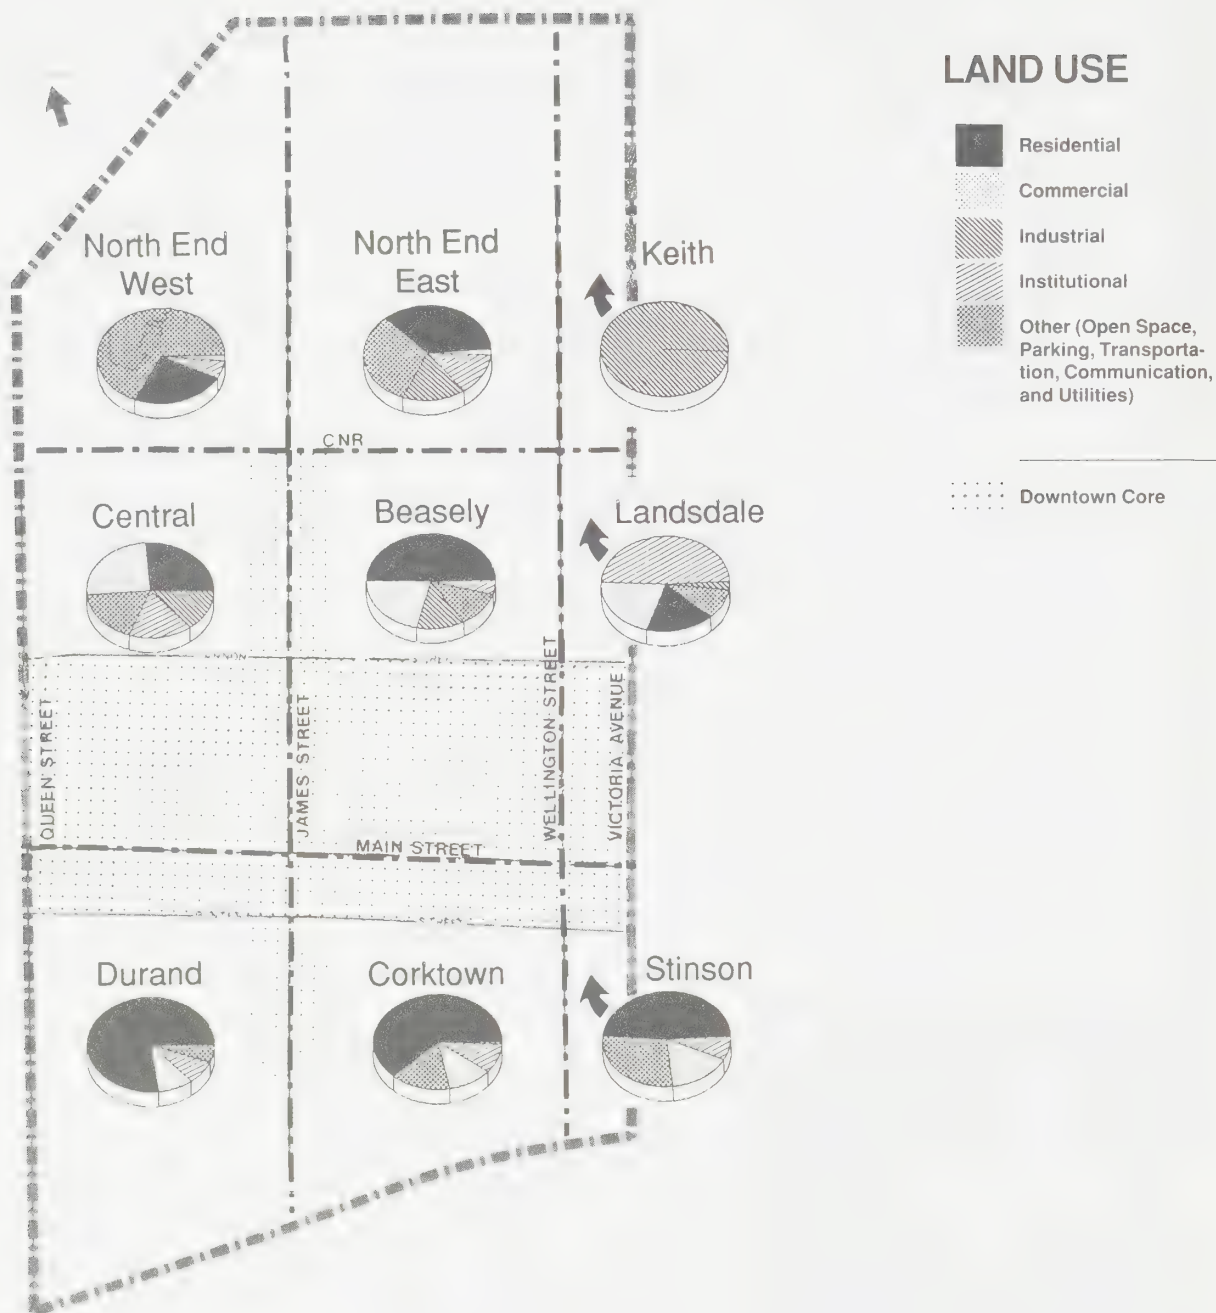 LAND USE
Residential
Commercial
Industrial
Institutional
Other (Open Space,
Parking, Transporta-
tion, Communication,
and Utilities)
Downtown Core
North End
West
North End
East
Keith
CNR
Central
Beasely
Landsdale
QUEEN STREET
JAMES STREET
WELLINGTON STREET
VICTORIA AVENUE
MAIN STREET
Durand
Corktown
Stinson